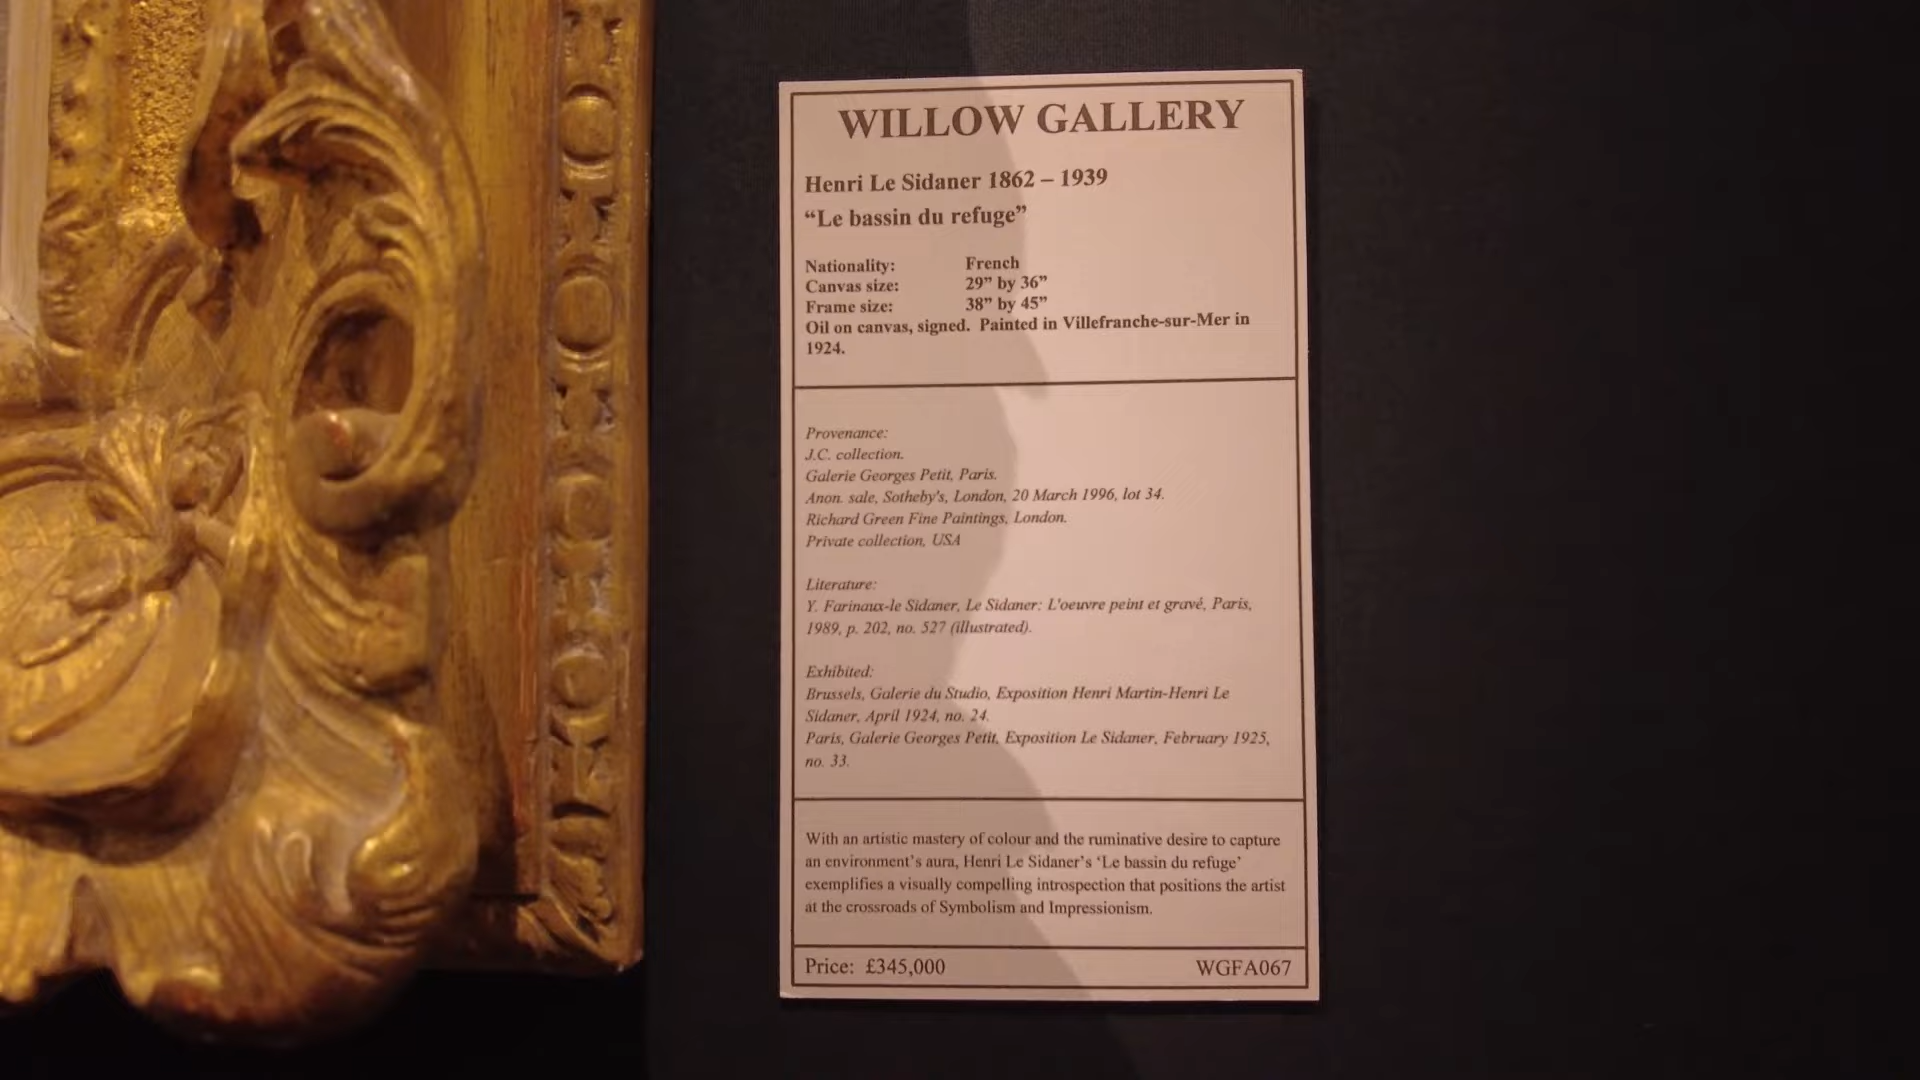 WILLOW GALLERY
Henri Le Sidaner 1862 – 1939
“Le bassin du refuge”
Nationality: French
Canvas size: 29” by 36”
Frame size: 38” by 45”
Oil on canvas, signed. Painted in Villefranche-sur-Mer in
1924.
Provenance:
J.C. collection.
Galerie Georges Petit, Paris.
Anon. sale, Sotheby's, London, 20 March 1996, lot 34.
Richard Green Fine Paintings, London.
Private collection, USA
Literature:
Y. Farinaux-le Sidaner, Le Sidaner: L'oeuvre peint et gravé, Paris,
1989, p. 202, no. 527 (illustrated).
Exhibited:
Brussels, Galerie du Studio, Exposition Henri Martin-Henri Le
Sidaner, April 1924, no. 24.
Paris, Galerie Georges Petit, Exposition Le Sidaner, February 1925,
no. 33.
With an artistic mastery of colour and the ruminative desire to capture
an environment’s aura, Henri Le Sidaner’s ‘Le bassin du refuge’
exemplifies a visually compelling introspection that positions the artist
at the crossroads of Symbolism and Impressionism.
Price: £345,000 WGFA067